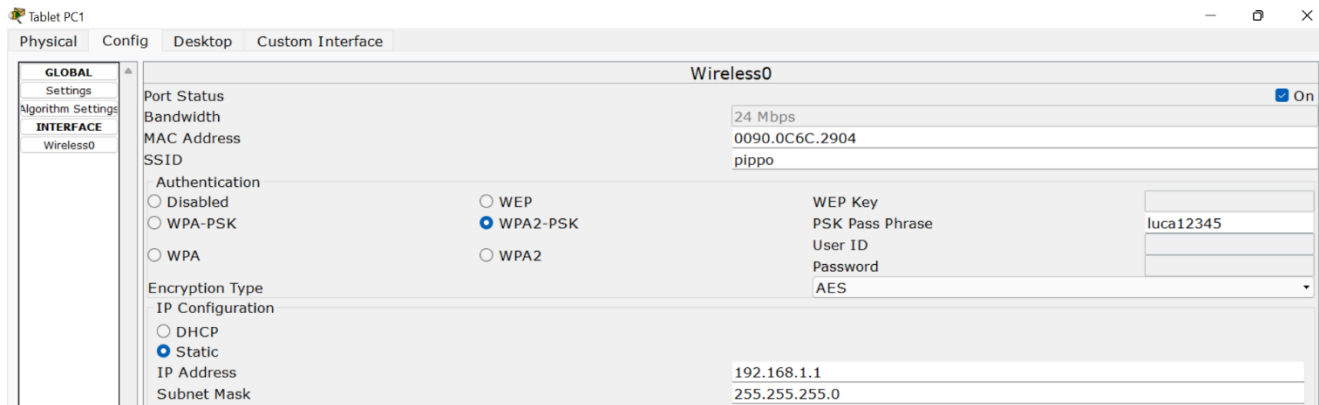 Tablet PC1
Physical Config Desktop Custom Interface
GLOBAL
Settings
Algorithm Settings
INTERFACE
Wireless0
Wireless0
Port Status On
Bandwidth 24 Mbps
MAC Address 0090.0C6C.2904
SSID pippo
Authentication
Disabled WEP WEP Key
WPA-PSK WPA2-PSK PSK Pass Phrase luca12345
User ID
WPA WPA2
Password
Encryption Type AES
IP Configuration
DHCP
Static
IP Address 192.168.1.1
Subnet Mask 255.255.255.0